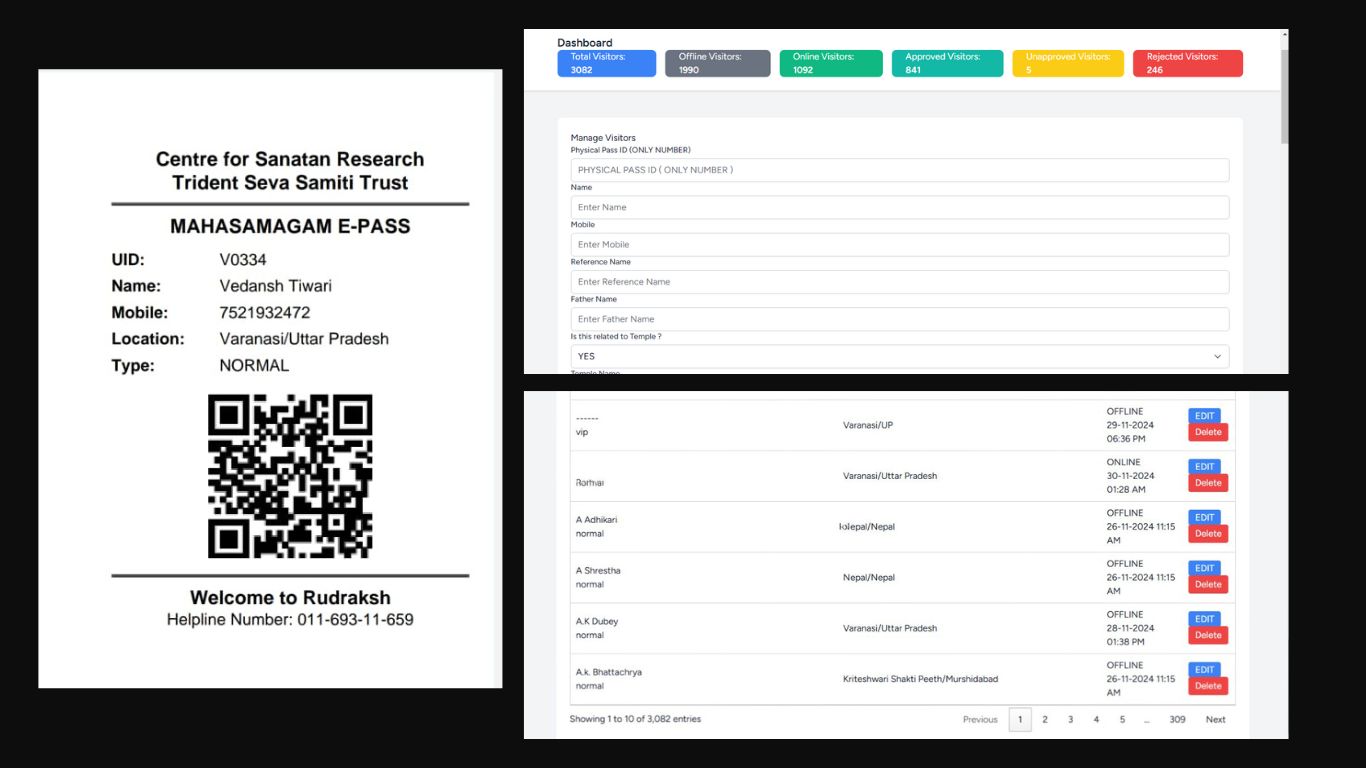 Centre for Sanatan Research
Trident Seva Samiti Trust
MAHASAMAGAM E-PASS
UID: V0334
Name: Vedansh Tiwari
Mobile: 7521932472
Location: Varanasi/Uttar Pradesh
Type: NORMAL
Welcome to Rudraksh
Helpline Number: 011-693-11-659
Dashboard
Total Visitors:
3082
Offline Visitors:
1990
Online Visitors:
1092
Approved Visitors:
841
Unapproved Visitors:
5
Rejected Visitors:
246
Manage Visitors
Physical Pass ID (ONLY NUMBER)
PHYSICAL PASS ID ( ONLY NUMBER )
Name
Enter Name
Mobile
Enter Mobile
Reference Name
Enter Reference Name
Father Name
Enter Father Name
Is this related to Temple ?
YES
Temple Name
------
vip
Varanasi/UP
OFFLINE
29-11-2024
06:36 PM
EDIT
Delete
Varanasi/Uttar Pradesh
ONLINE
30-11-2024
01:28 AM
EDIT
Delete
A Adhikari
normal
/Nepal
OFFLINE
26-11-2024 11:15
AM
EDIT
Delete
A Shrestha
normal
Nepal/Nepal
OFFLINE
26-11-2024 11:15
AM
EDIT
Delete
A.K Dubey
normal
Varanasi/Uttar Pradesh
OFFLINE
28-11-2024
01:38 PM
EDIT
Delete
A.k. Bhattachrya
normal
Kriteshwari Shakti Peeth/Murshidabad
OFFLINE
26-11-2024 11:15
AM
EDIT
Delete
Showing 1 to 10 of 3,082 entries
Previous 1 2 3 4 5 ... 309 Next